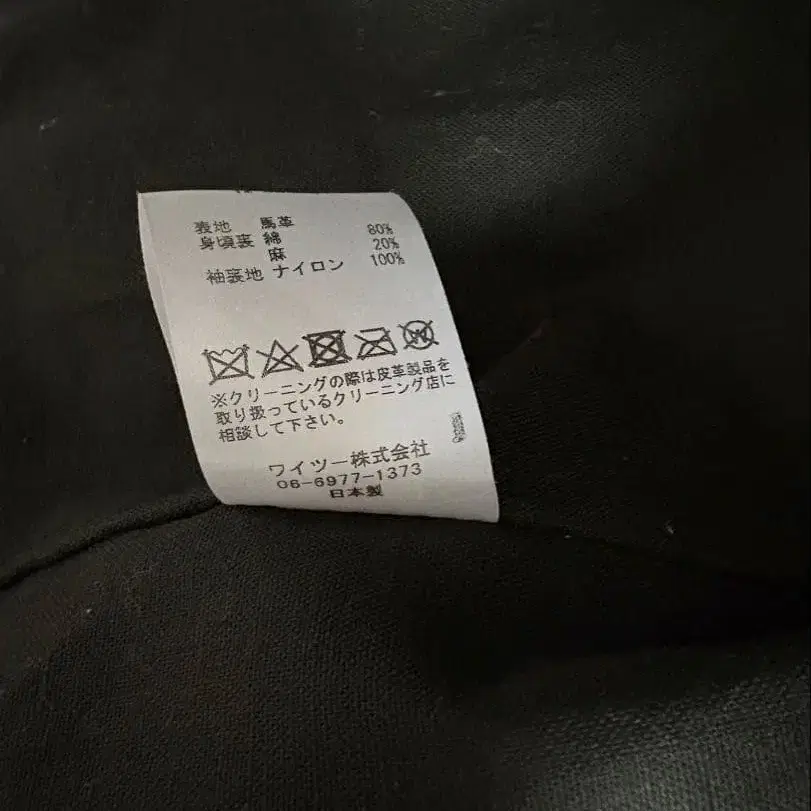 表地 馬革
身頃裏 綿 80%
麻 20%
袖裏地 ナイロン 100%
※クリーニングの際は皮革製品を
取り扱っているクリーニング店に
相談して下さい。
ワイツー株式会社
06-6977-1373
日本製